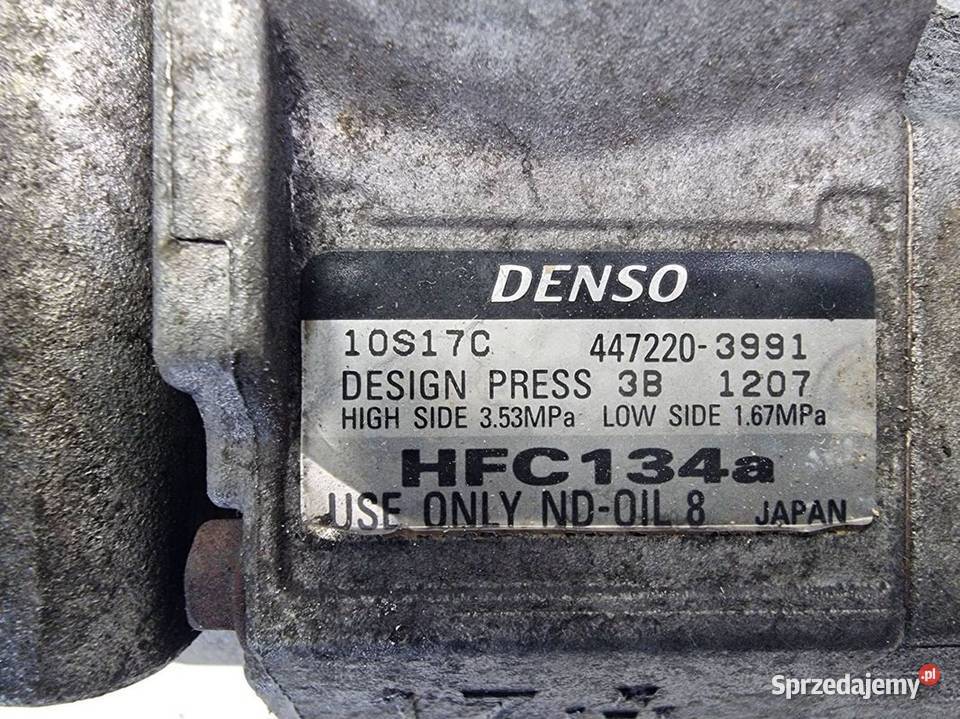 DENSO
10S17C 447220-3991
DESIGN PRESS 3B 1207
HIGH SIDE 3.53MPa LOW SIDE 1.67MPa
HFC134a
USE ONLY ND-OIL 8 JAPAN
Sprzedajemy.pl